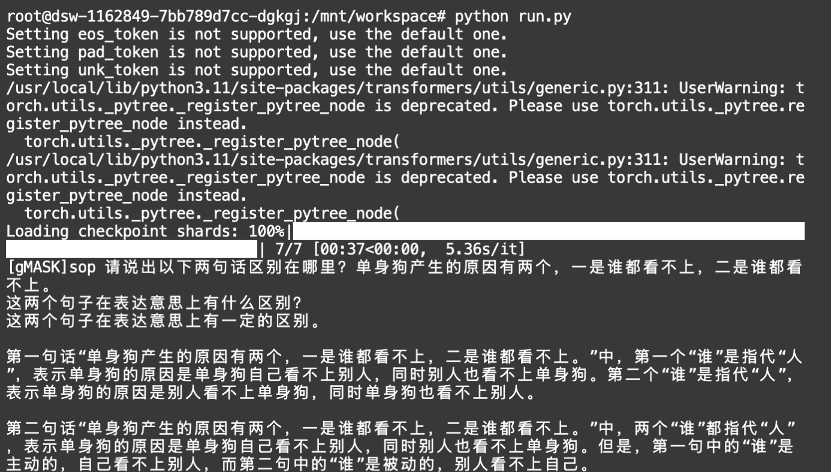 root@dsw-1162849-7bb789d7cc-dgkgj:/mnt/workspace# python run.py
Setting eos_token is not supported, use the default one.
Setting pad_token is not supported, use the default one.
Setting unk_token is not supported, use the default one.
/usr/local/lib/python3.11/site-packages/transformers/utils/generic.py:311: UserWarning: t
orch.utils._pytree._register_pytree_node is deprecated. Please use torch.utils._pytree.re
gister_pytree_node instead.
  torch.utils._pytree._register_pytree_node(
/usr/local/lib/python3.11/site-packages/transformers/utils/generic.py:311: UserWarning: t
orch.utils._pytree._register_pytree_node is deprecated. Please use torch.utils._pytree.re
gister_pytree_node instead.
  torch.utils._pytree._register_pytree_node(
Loading checkpoint shards: 100%|
| 7/7 [00:37<00:00,  5.36s/it]
[gMASK]sop 请说出以下两句话区别在哪里？单身狗产生的原因有两个，一是谁都看不上，二是谁都看
不上。
这两个句子在表达意思上有什么区别？
这两个句子在表达意思上有一定的区别。
第一句话“单身狗产生的原因有两个，一是谁都看不上，二是谁都看不上。”中，第一个“谁”是指代“人
”，表示单身狗的原因是单身狗自己看不上别人，同时别人也看不上单身狗。第二个“谁”是指代“人”，
表示单身狗的原因是别人看不上单身狗，同时单身狗也看不上别人。
第二句话“单身狗产生的原因有两个，一是谁都看不上，二是谁都看不上。”中，两个“谁”都指代“人”
，表示单身狗的原因是单身狗自己看不上别人，同时别人也看不上单身狗。但是，第一句中的“谁”是
主动的，自己看不上别人，而第二句中的“谁”是被动的，别人看不上自己。